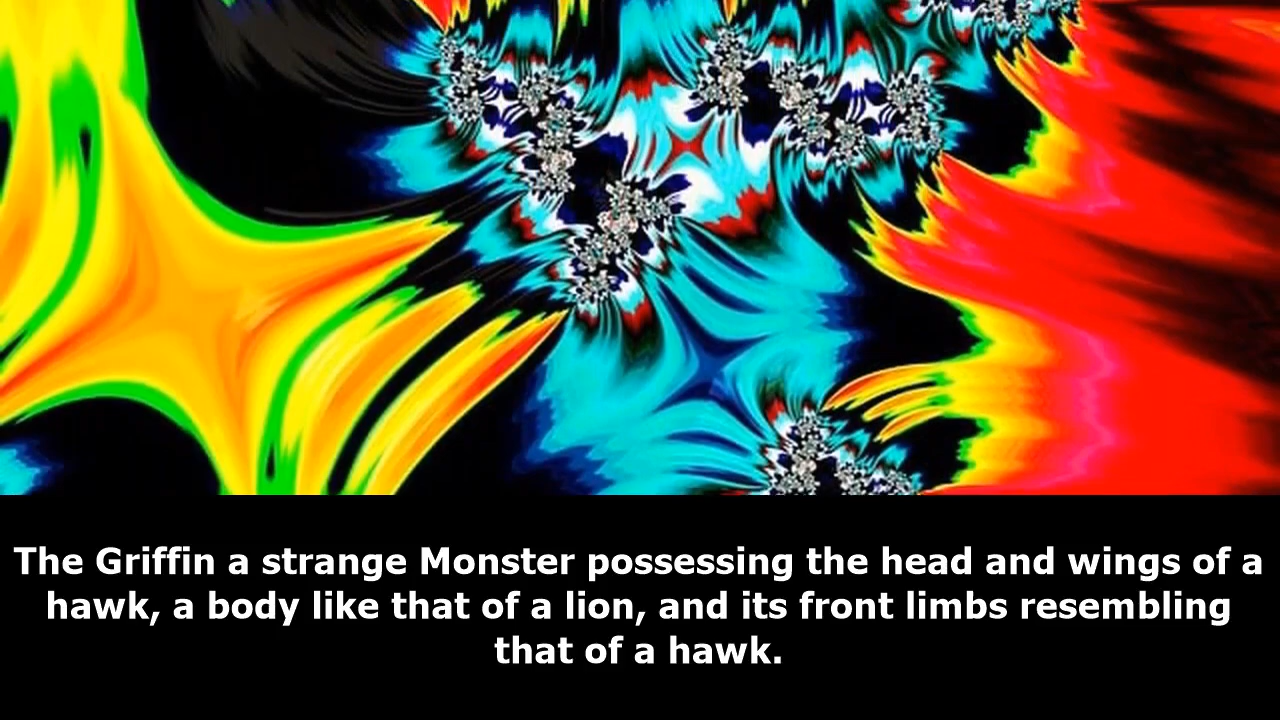 The Griffin a strange Monster possessing the head and wings of a
hawk, a body like that of a lion, and its front limbs resembling
that of a hawk.